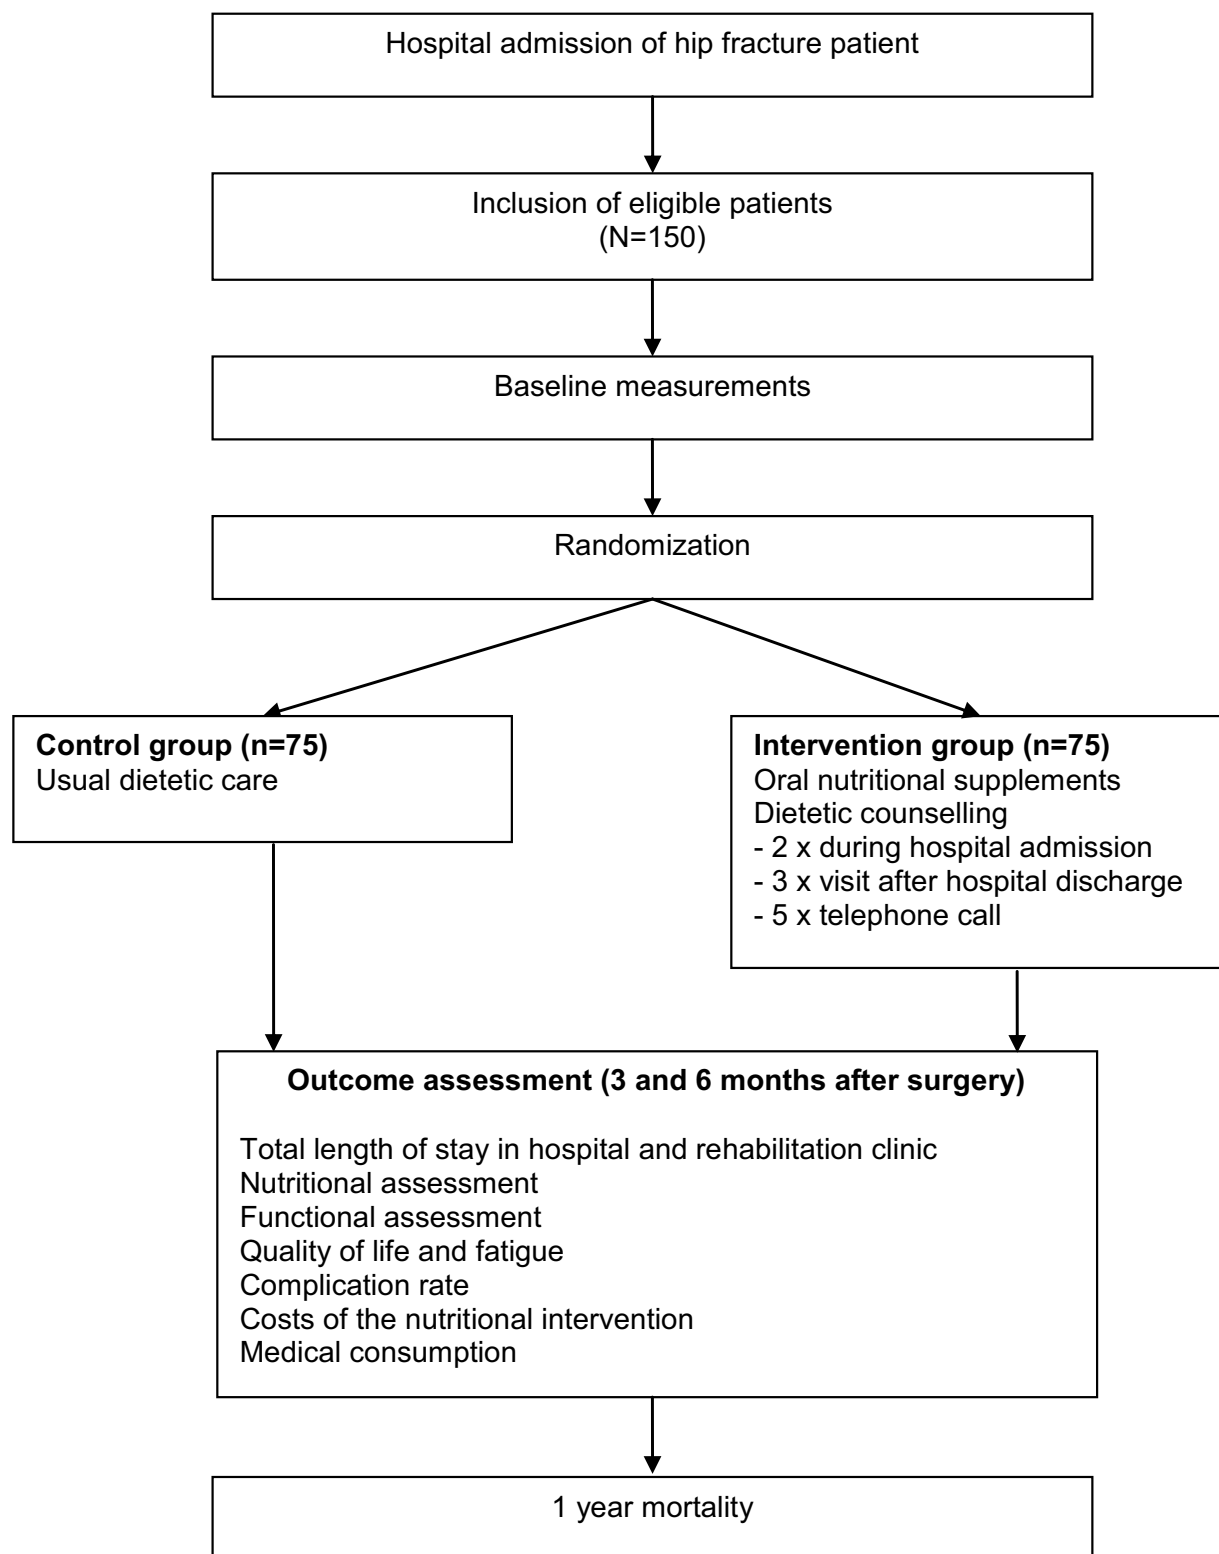 Hospital admission of hip fracture patient
Inclusion of eligible patients
(N=150)
Baseline measurements
Randomization
Control group (n=75)
Usual dietetic care
Intervention group (n=75)
Oral nutritional supplements
Dietetic counselling
- 2 x during hospital admission
- 3 x visit after hospital discharge
- 5 x telephone call
Outcome assessment (3 and 6 months after surgery)
Total length of stay in hospital and rehabilitation clinic
Nutritional assessment
Functional assessment
Quality of life and fatigue
Complication rate
Costs of the nutritional intervention
Medical consumption
1 year mortality